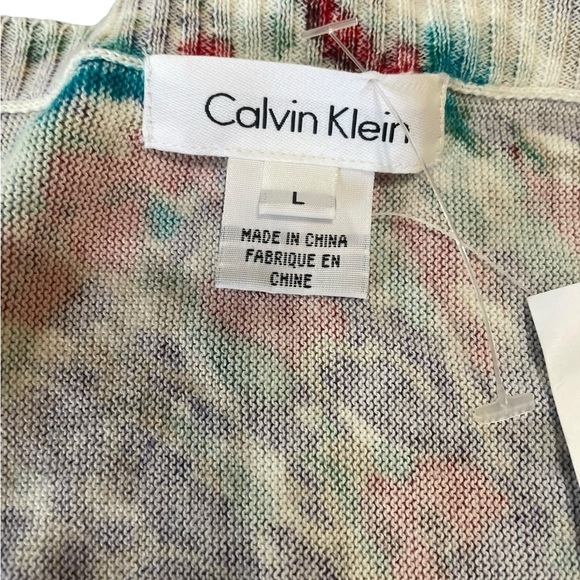 Calvin Klein
L
MADE IN CHINA
FABRIQUE EN
CHINE